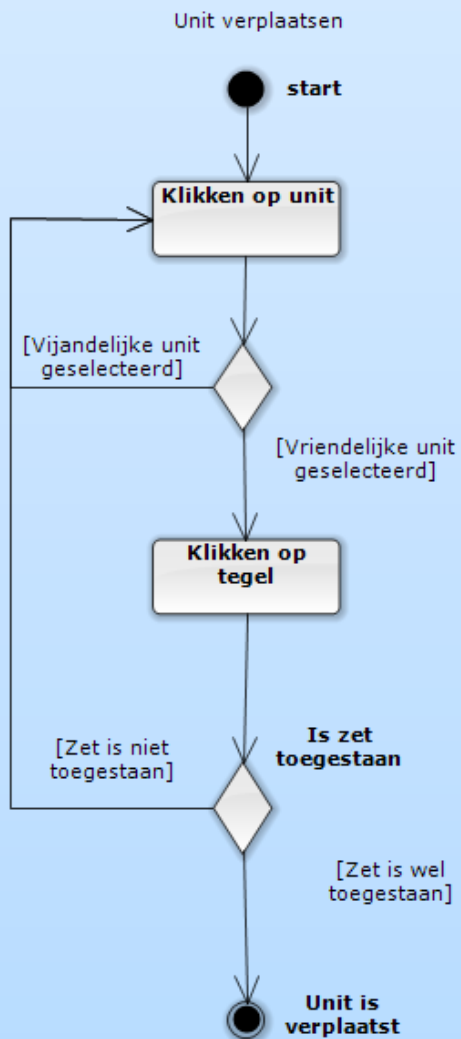 Unit verplaatsen
start
Klikken op unit
[Vijandelijke unit
geselecteerd]
[Vriendelijke unit
geselecteerd]
Klikken op
tegel
Is zet
toegestaan
[Zet is niet
toegestaan]
[Zet is wel
toegestaan]
Unit is
verplaatst